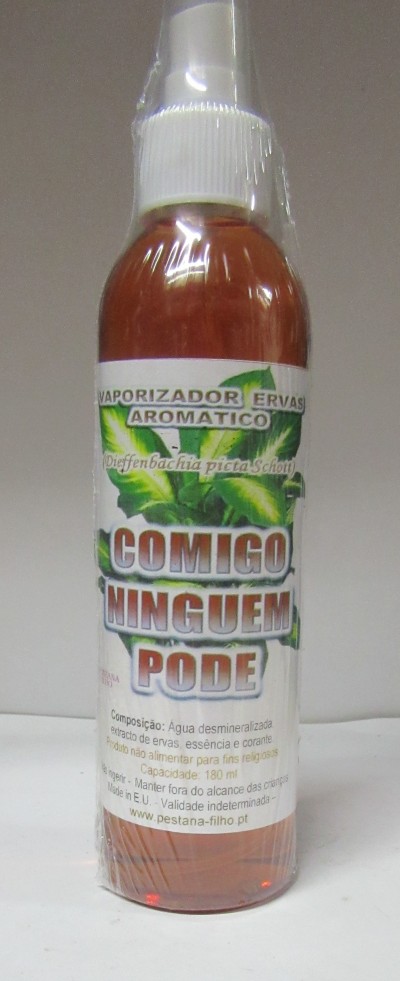 VAPORIZADOR ERVAS
AROMATICO
(Dieffenbachia picta Schott)
COMIGO
NINGUEM
PODE
Composição: Água desmineralizada,
extracto de ervas, essência e corante.
Produto não alimentar para fins religiosos
Capacidade: 180 ml
ingerir - Manter fora do alcance das crianças
Made in E.U. - Validade indeterminada -
www.pestana-filho.pt